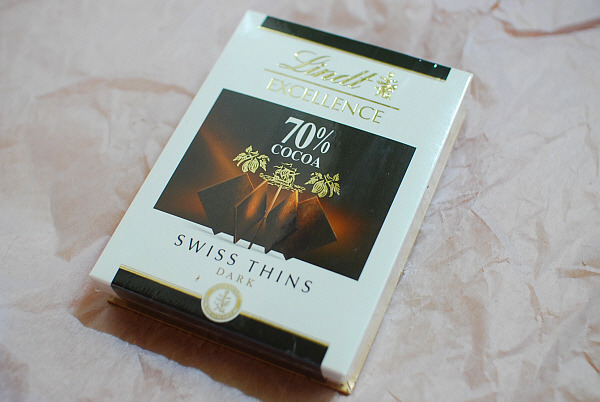 Lindt
EXCELLENCE
70%
COCOA
SWISS THINS
DARK